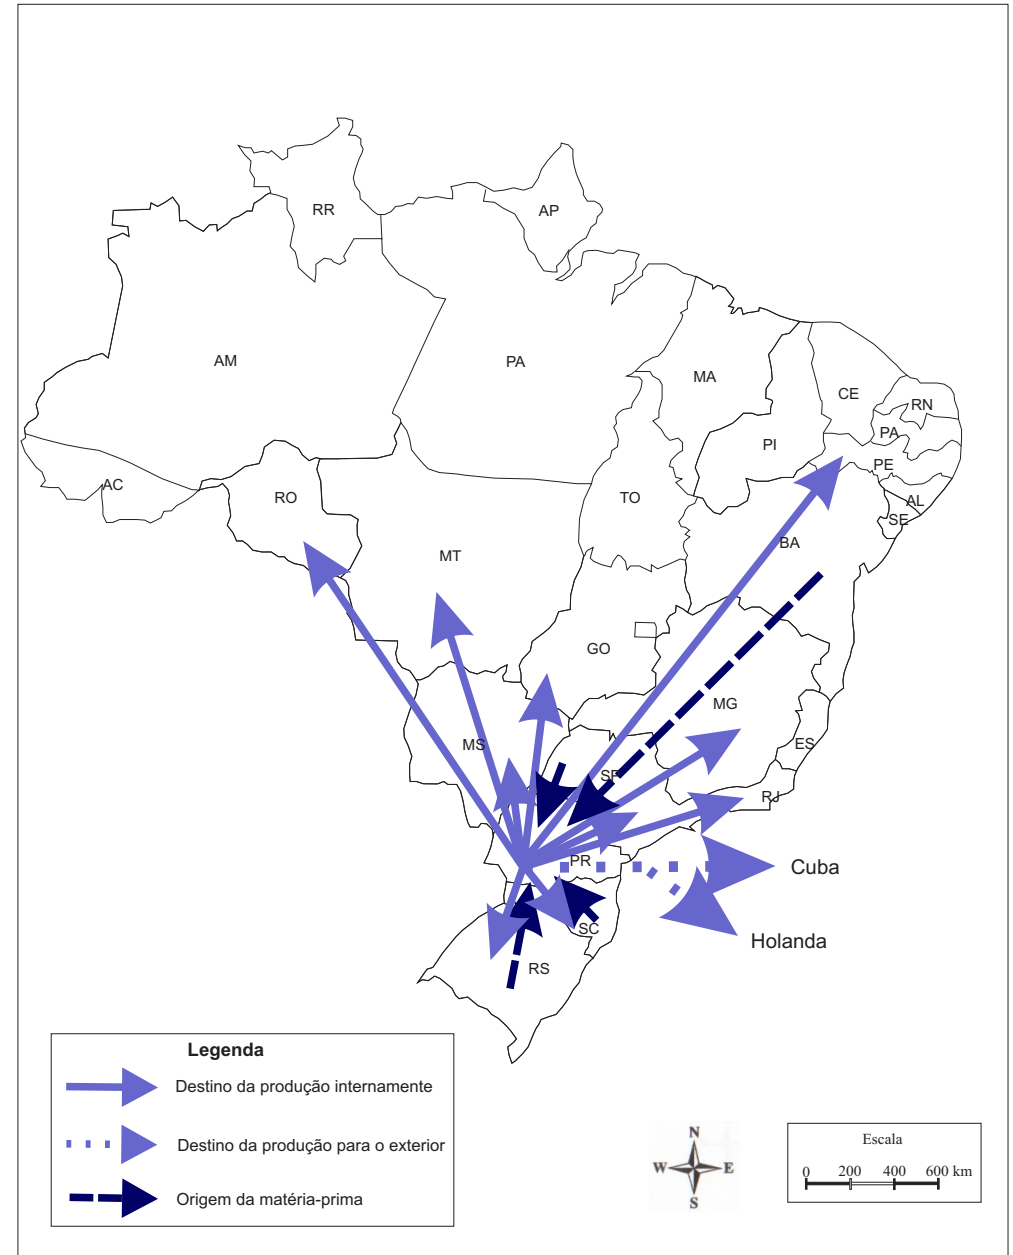 RR
AP
AM
PA
MA
CE
RN
PA
PI
PE
AC
RO
TO
AL
SE
BA
MT
GO
MG
MS
ES
SP
RJ
PR
Cuba
SC
Holanda
RS
Legenda
Destino da produção internamente
Destino da produção para o exterior
Origem da matéria-prima
N
W
E
S
Escala
0 200 400 600 km